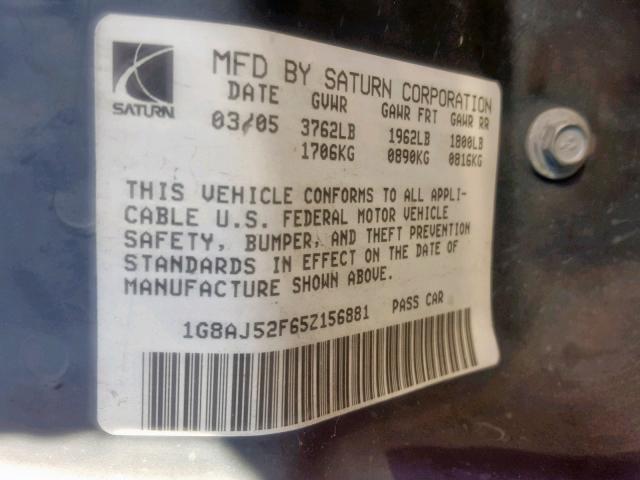 SATURN
MFD BY SATURN CORPORATION
DATE GVWR GAWR FRT GAWR RR
03/05 3762LB 1962LB 1800LB
1706KG 0890KG 0816KG
THIS VEHICLE CONFORMS TO ALL APPLI-
CABLE U.S. FEDERAL MOTOR VEHICLE
SAFETY, BUMPER, AND THEFT PREVENTION
STANDARDS IN EFFECT ON THE DATE OF
MANUFACTURE SHOWN ABOVE.
1G8AJ52F65Z156881 PASS CAR